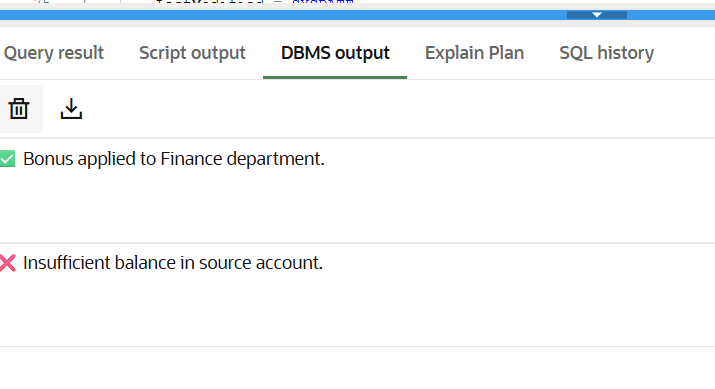 Query result Script output DBMS output Explain Plan SQL history
✅ Bonus applied to Finance department.
❌ Insufficient balance in source account.